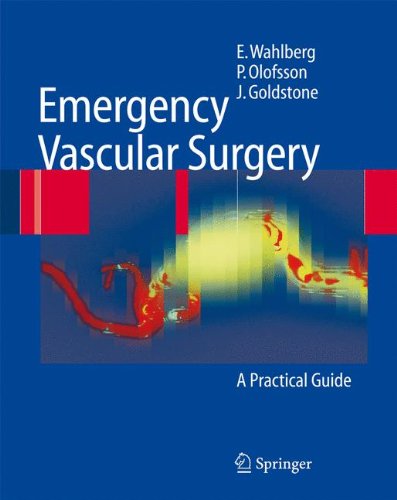 E. Wahlberg
P. Olofsson
J. Goldstone
Emergency
Vascular Surgery
A Practical Guide
Springer